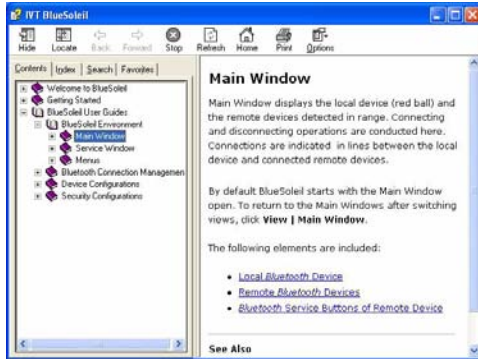 IVT BlueSoleil
Hide Locate Back Forward Stop Refresh Home Print Options
Contents Index Search Favorites
Welcome to BlueSoleil
Getting Started
BlueSoleil User Guides
BlueSoleil Environment
Main Window
Service Window
Menus
Bluetooth Connection Managemen
Device Configurations
Security Configurations
Main Window
Main Window displays the local device (red ball) and
the remote devices detected in range. Connecting
and disconnecting operations are conducted here.
Connections are indicated in lines between the local
device and connected remote devices.
By default BlueSoleil starts with the Main Window
open. To return to the Main Windows after switching
views, click View | Main Window.
The following elements are included:
Local Bluetooth Device
Remote Bluetooth Devices
Bluetooth Service Buttons of Remote Device
See Also